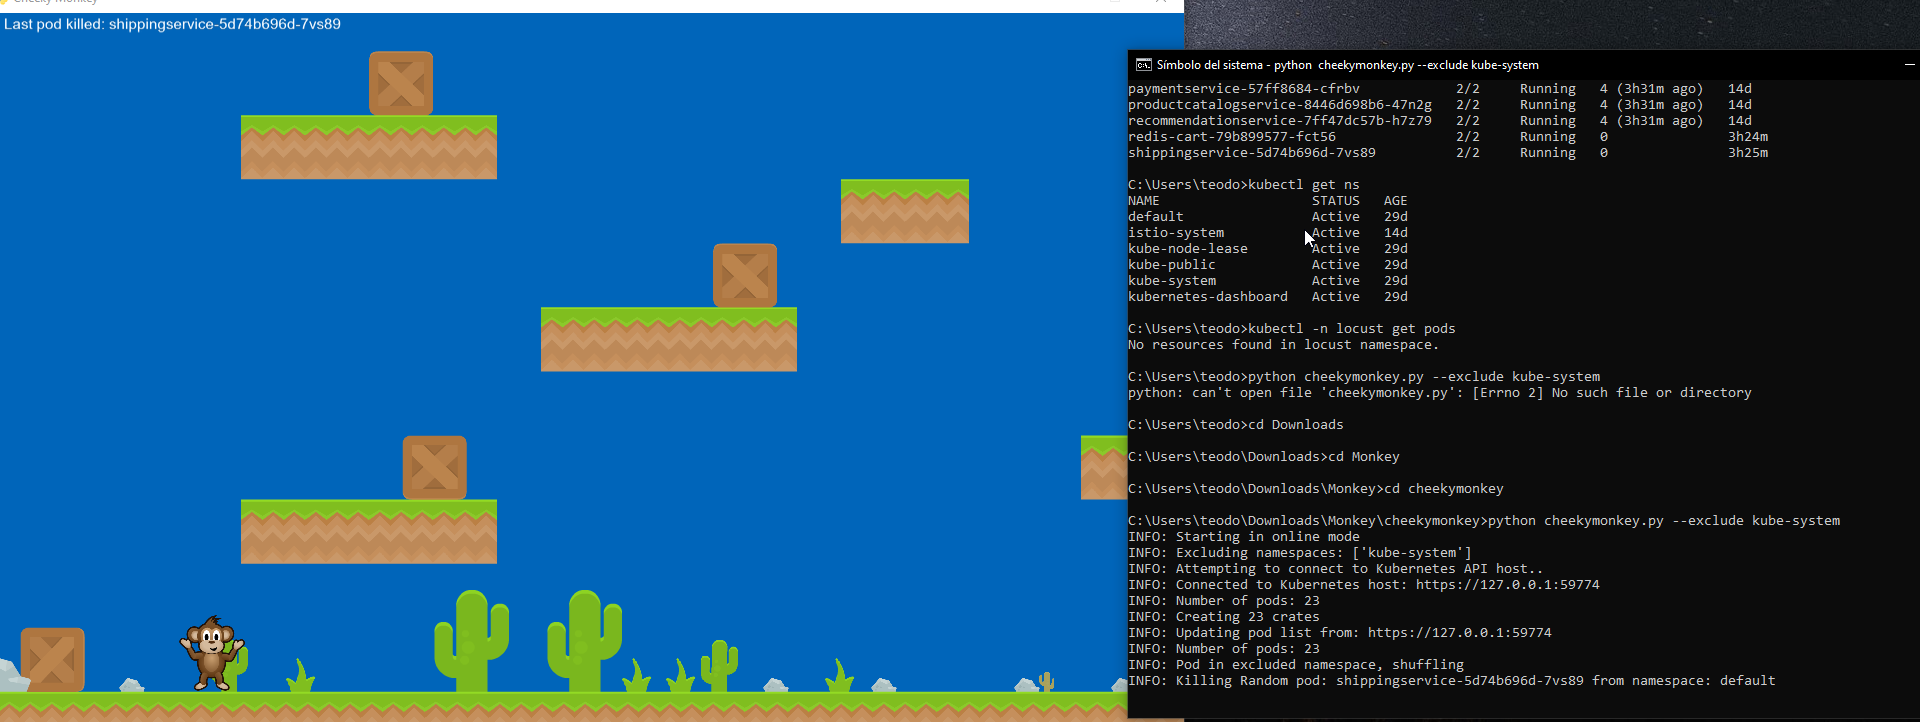 Cheeky Monkey
Last pod killed: shippingservice-5d74b696d-7vs89
Símbolo del sistema - python  cheekymonkey.py --exclude kube-system
paymentservice-57ff8684-cfrbv 2/2 Running 4 (3h31m ago) 14d
productcatalogservice-8446d698b6-47n2g 2/2 Running 4 (3h31m ago) 14d
recommendationservice-7ff47dc57b-h7z79 2/2 Running 4 (3h31m ago) 14d
redis-cart-79b899577-fct56 2/2 Running 0 3h24m
shippingservice-5d74b696d-7vs89 2/2 Running 0 3h25m
C:\Users\teodo>kubectl get ns
NAME STATUS AGE
default Active 29d
istio-system Active 14d
kube-node-lease Active 29d
kube-public Active 29d
kube-system Active 29d
kubernetes-dashboard Active 29d
C:\Users\teodo>kubectl -n locust get pods
No resources found in locust namespace.
C:\Users\teodo>python cheekymonkey.py --exclude kube-system
python: can't open file 'cheekymonkey.py': [Errno 2] No such file or directory
C:\Users\teodo>cd Downloads
C:\Users\teodo\Downloads>cd Monkey
C:\Users\teodo\Downloads\Monkey>cd cheekymonkey
C:\Users\teodo\Downloads\Monkey\cheekymonkey>python cheekymonkey.py --exclude kube-system
INFO: Starting in online mode
INFO: Excluding namespaces: ['kube-system']
INFO: Attempting to connect to Kubernetes API host..
INFO: Connected to Kubernetes host: https://127.0.0.1:59774
INFO: Number of pods: 23
INFO: Creating 23 crates
INFO: Updating pod list from: https://127.0.0.1:59774
INFO: Number of pods: 23
INFO: Pod in excluded namespace, shuffling
INFO: Killing Random pod: shippingservice-5d74b696d-7vs89 from namespace: default